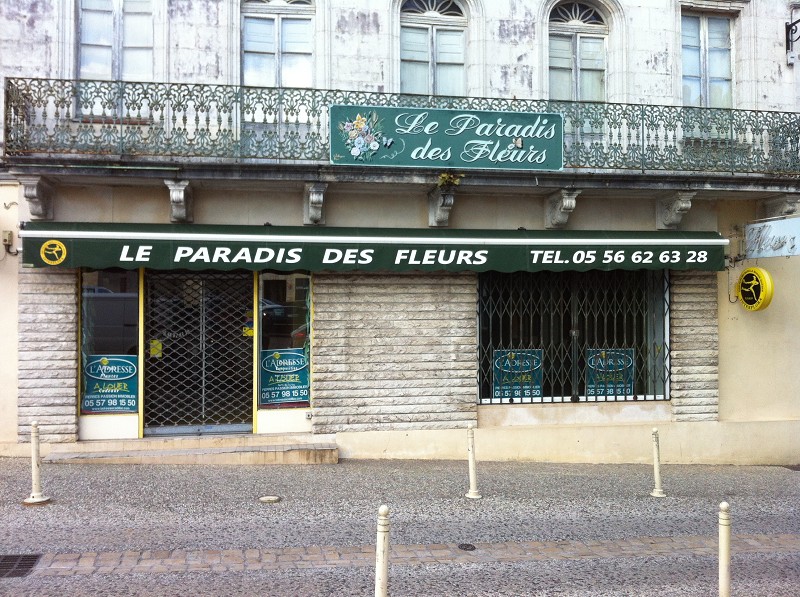 Le Paradis
des Fleurs
LE PARADIS DES FLEURS TEL. 05 56 62 63 28
L'ADRESSE
A LOUER
05 57 98 15 50
L'ADRESSE
A LOUER
05 57 98 15 50
L'ADRESSE
05 57 98 15 50
L'ADRESSE
05 57 98 15 50